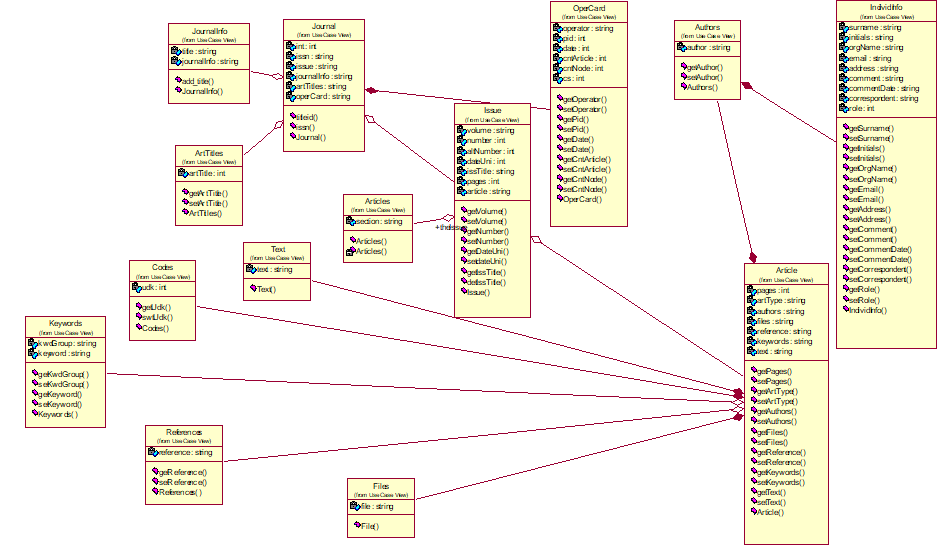 JournalInfo
(from Use Case View)
title : string
journalInfo : string
add_title()
JournalInfo()
Journal
(from Use Case View)
int : int
issn : string
issue : string
journalInfo : string
artTitles : string
operCard : string
titleid()
issn()
Journal()
OperCard
(from Use Case View)
operator : string
pid : int
date : int
cntArticle : int
cntNode : int
cs : int
getOperator()
setOperator()
getPid()
setPid()
getDate()
setDate()
getCntArticle()
setCntArticle()
getCntNode()
setCntNode()
OperCard()
Authors
(from Use Case View)
author : string
getAuthor()
setAuthor()
Authors()
IndividInfo
(from Use Case View)
surname : string
initials : string
orgName : string
email : string
address : string
comment : string
commentDate : string
correspondent : string
role : int
getSurname()
setSurname()
getInitials()
setInitials()
getOrgName()
setOrgName()
getEmail()
setEmail()
getAddress()
setAddress()
getComment()
setComment()
getCommentDate()
setCommentDate()
getCorrespondent()
setCorrespondent()
getRole()
setRole()
IndividInfo()
ArtTitles
(from Use Case View)
artTitle : int
getArtTitle()
setArtTitle()
ArtTitles()
Issue
(from Use Case View)
volume : string
number : int
altNumber : int
dateUni : int
issTitle : string
pages : int
article : string
getVolume()
setVolume()
getNumber()
setNumber()
getDateUni()
setdateUni()
getIssTitle()
detIssTitle()
Issue()
Articles
(from Use Case View)
section : string
Articles()
Articles()
Text
(from Use Case View)
text : string
Text()
Codes
(from Use Case View)
udk : int
getUdk()
swtUdk()
Codes()
Keywords
(from Use Case View)
kwdGroup : string
keyword : string
getKwdGroup()
setKwdGroup()
getKeyword()
setKeyword()
Keywords()
References
(from Use Case View)
reference : string
getReference()
setReference()
References()
Files
(from Use Case View)
file : string
File()
Article
(from Use Case View)
pages : int
artType : string
authors : string
files : string
reference : string
keywords : string
text : string
getPages()
setPages()
getArtType()
setArtType()
getAuthors()
setAuthors()
getFiles()
setFiles()
getReference()
setReference()
getKeywords()
setKeywords()
getText()
setText()
Article()